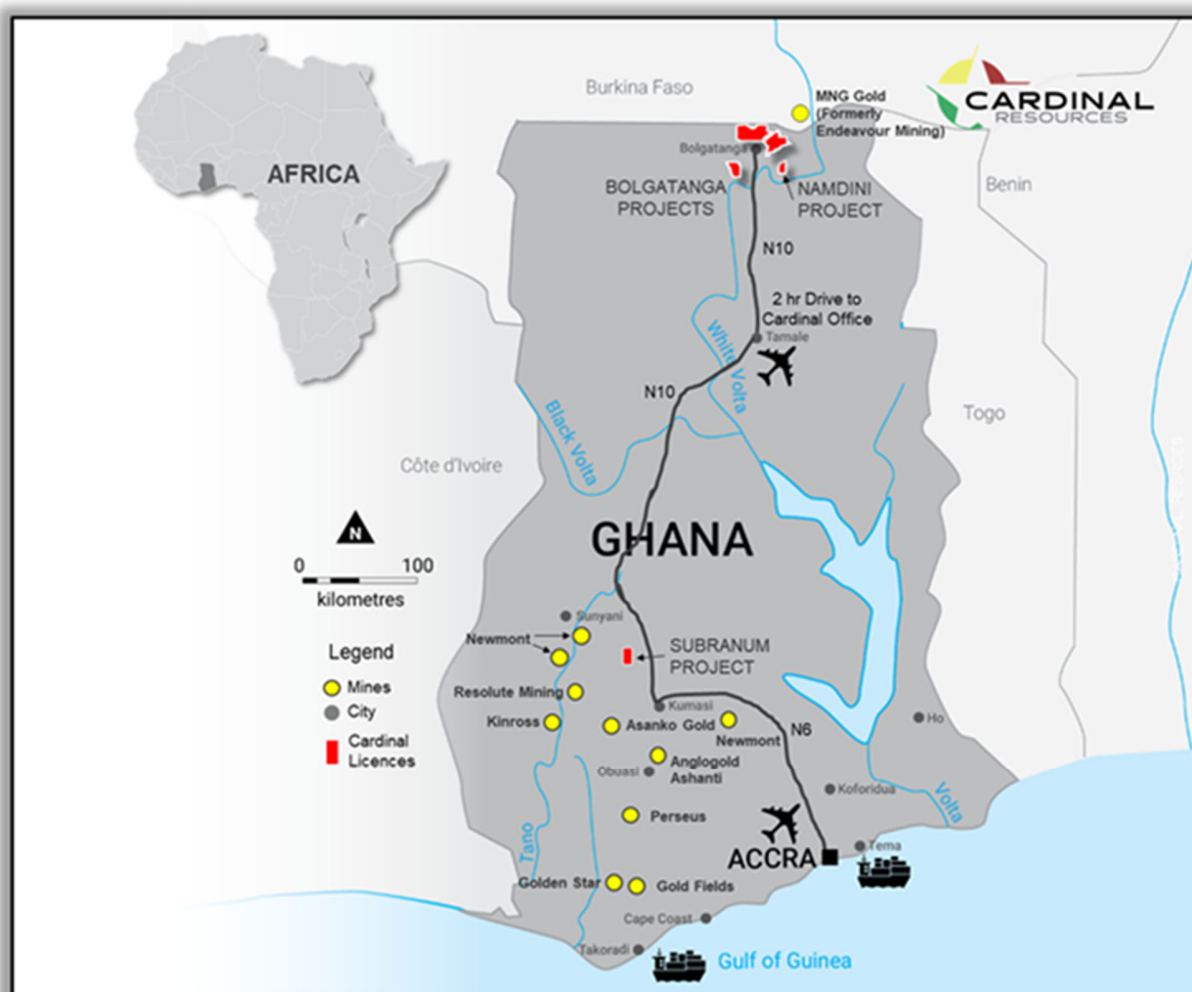 Burkina Faso
MNG Gold
(Formerly
Endeavour Mining)
CARDINAL
RESOURCES
AFRICA
Bolgatanga
BOLGATANGA
PROJECTS
NAMDINI
PROJECT
Benin
N10
2 hr Drive to
Cardinal Office
Tamale
White Volta
N10
Black Volta
Togo
Côte d'Ivoire
GHANA
N
0 100
kilometres
Sunyani
Newmont
SUBRANUM
PROJECT
Legend
Mines
City
Cardinal
Licences
Resolute Mining
Kinross
Kumasi
Asanko Gold
Newmont
N6
Ho
Anglogold
Ashanti
Obuasi
Koforidua
Volta
Perseus
Tano
ACCRA
Tema
Golden Star
Gold Fields
Cape Coast
Takoradi
Gulf of Guinea